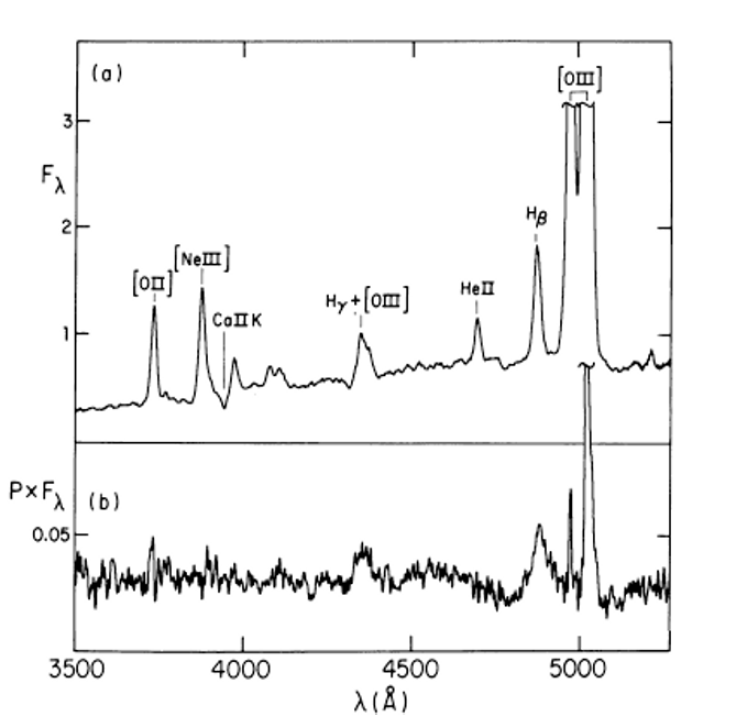 (a)
[OIII]
3
Fλ
Hβ
2
[NeIII]
[OII]
Hγ+[OIII]
HeII
CaII K
1
P×Fλ
(b)
0.05
3500 4000 4500 5000
λ(Å)